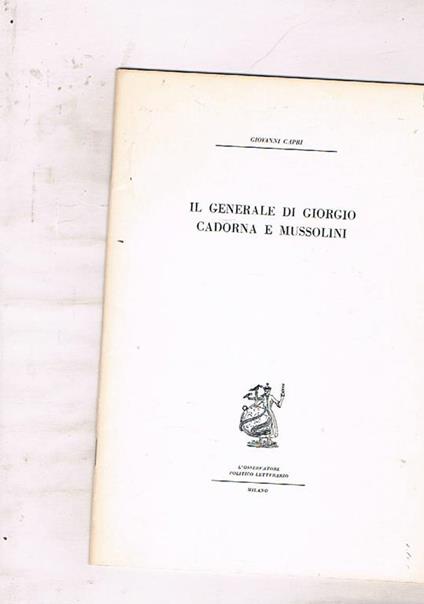 GIOVANNI CAPRI
IL GENERALE DI GIORGIO
CADORNA E MUSSOLINI
L'OSSERVATORE
POLITICO LETTERARIO
MILANO